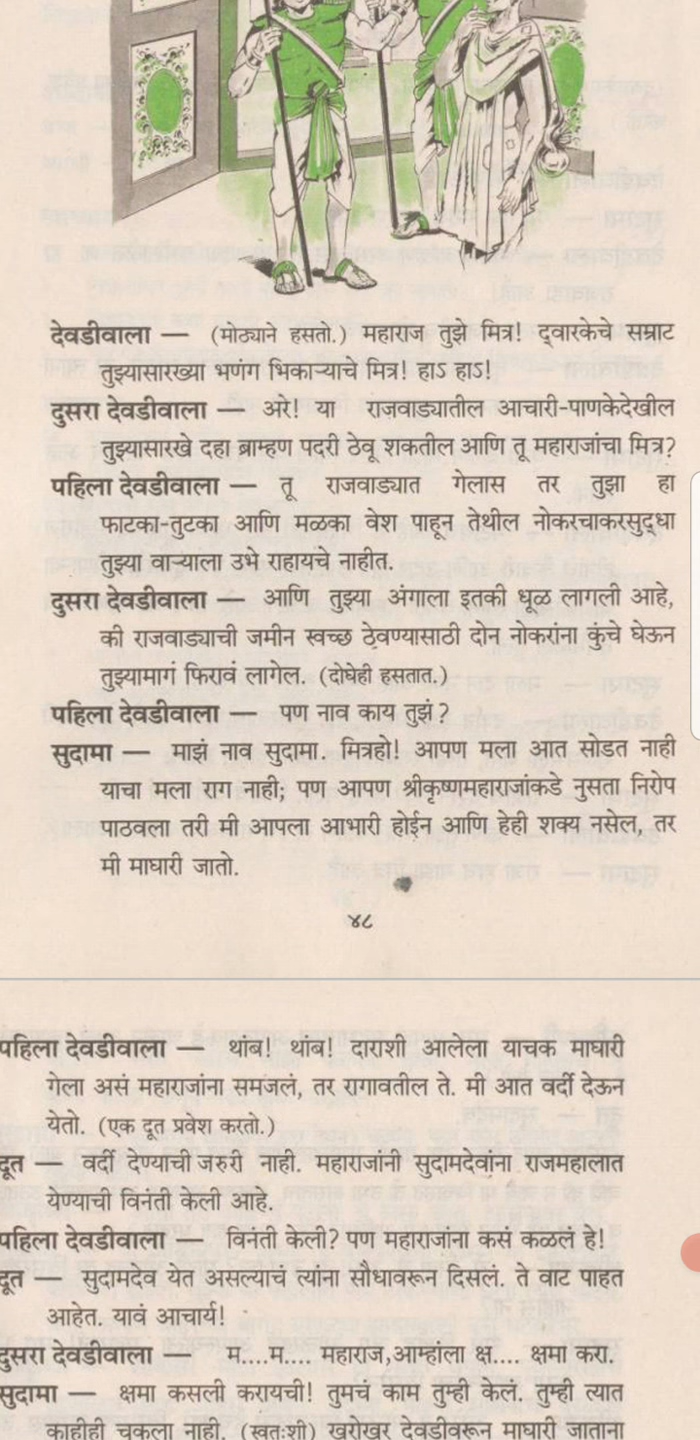 देवडीवाला — (मोठ्याने हसतो.) महाराज तुझे मित्र! द्वारकेचे सम्राट
तुझ्यासारख्या भणंग भिकाऱ्याचे मित्र! हाऽ हाऽ!
दुसरा देवडीवाला — अरे! या राजवाड्यातील आचारी-पाणकेदेखील
तुझ्यासारखे दहा ब्राम्हण पदरी ठेवू शकतील आणि तू महाराजांचा मित्र?
पहिला देवडीवाला — तू राजवाड्यात गेलास तर तुझा हा
फाटका-तुटका आणि मळका वेश पाहून तेथील नोकरचाकरसुद्धा
तुझ्या वाऱ्याला उभे राहायचे नाहीत.
दुसरा देवडीवाला — आणि तुझ्या अंगाला इतकी धूळ लागली आहे,
की राजवाड्याची जमीन स्वच्छ ठेवण्यासाठी दोन नोकरांना कुंचे घेऊन
तुझ्यामागं फिरावं लागेल. (दोघेही हसतात.)
पहिला देवडीवाला — पण नाव काय तुझं?
सुदामा — माझं नाव सुदामा. मित्रहो! आपण मला आत सोडत नाही
याचा मला राग नाही; पण आपण श्रीकृष्णमहाराजांकडे नुसता निरोप
पाठवला तरी मी आपला आभारी होईन आणि हेही शक्य नसेल, तर
मी माघारी जातो.
४८
पहिला देवडीवाला — थांब! थांब! दाराशी आलेला याचक माघारी
गेला असं महाराजांना समजलं, तर रागावतील ते. मी आत वर्दी देऊन
येतो. (एक दूत प्रवेश करतो.)
दूत — वर्दी देण्याची जरुरी नाही. महाराजांनी सुदामदेवांना राजमहालात
येण्याची विनंती केली आहे.
पहिला देवडीवाला — विनंती केली? पण महाराजांना कसं कळलं हे!
दूत — सुदामदेव येत असल्याचं त्यांना सौधावरून दिसलं. ते वाट पाहत
आहेत. यावं आचार्य!
दुसरा देवडीवाला — म....म.... महाराज,आम्हांला क्ष.... क्षमा करा.
सुदामा — क्षमा कसली करायची! तुमचं काम तुम्ही केलं. तुम्ही त्यात
काहीही चुकला नाही. (स्वतःशी) खरोखर देवडीवरून माघारी जाताना